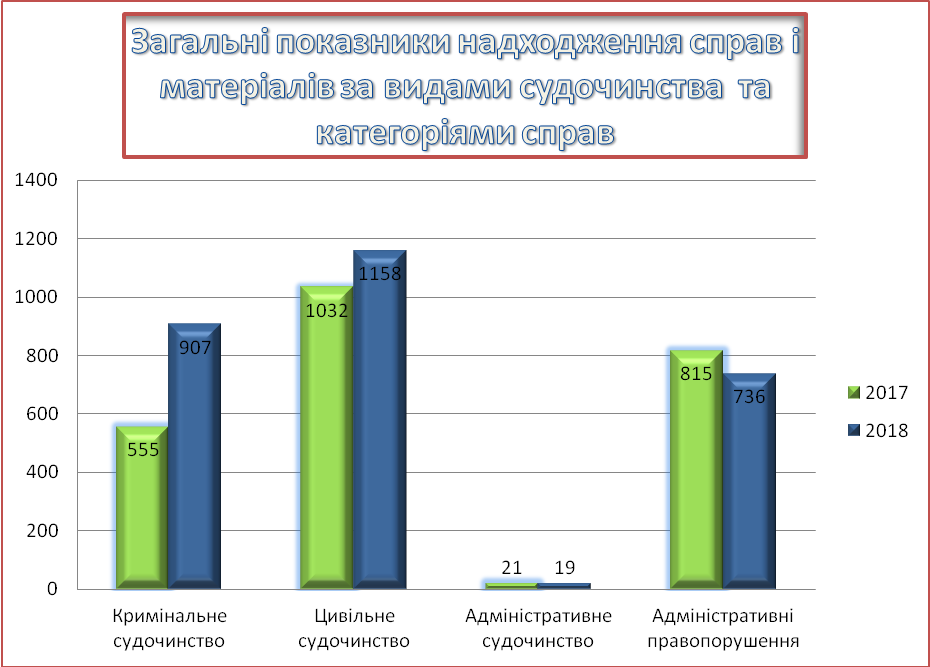 Загальні показники надходження справ і
матеріалів за видами судочинства та
категоріями справ
1400
1200
1000
800
600
400
200
0
555
907
1032
1158
21
19
815
736
Кримінальне
судочинство
Цивільне
судочинство
Адміністративне
судочинство
Адміністративні
правопорушення
2017
2018